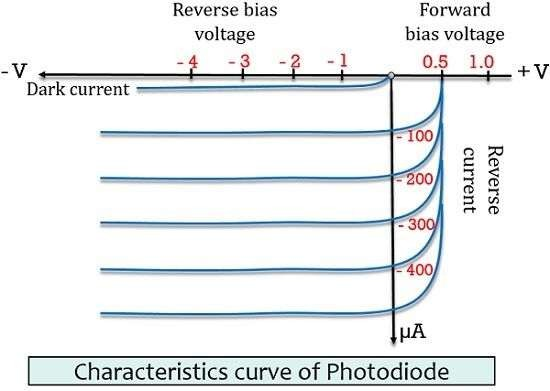 Reverse bias
voltage
Forward
bias voltage
- V
- 4
- 3
- 2
- 1
0.5
1.0
+ V
Dark current
- 100
- 200
- 300
- 400
Reverse
current
μA
Characteristics curve of Photodiode